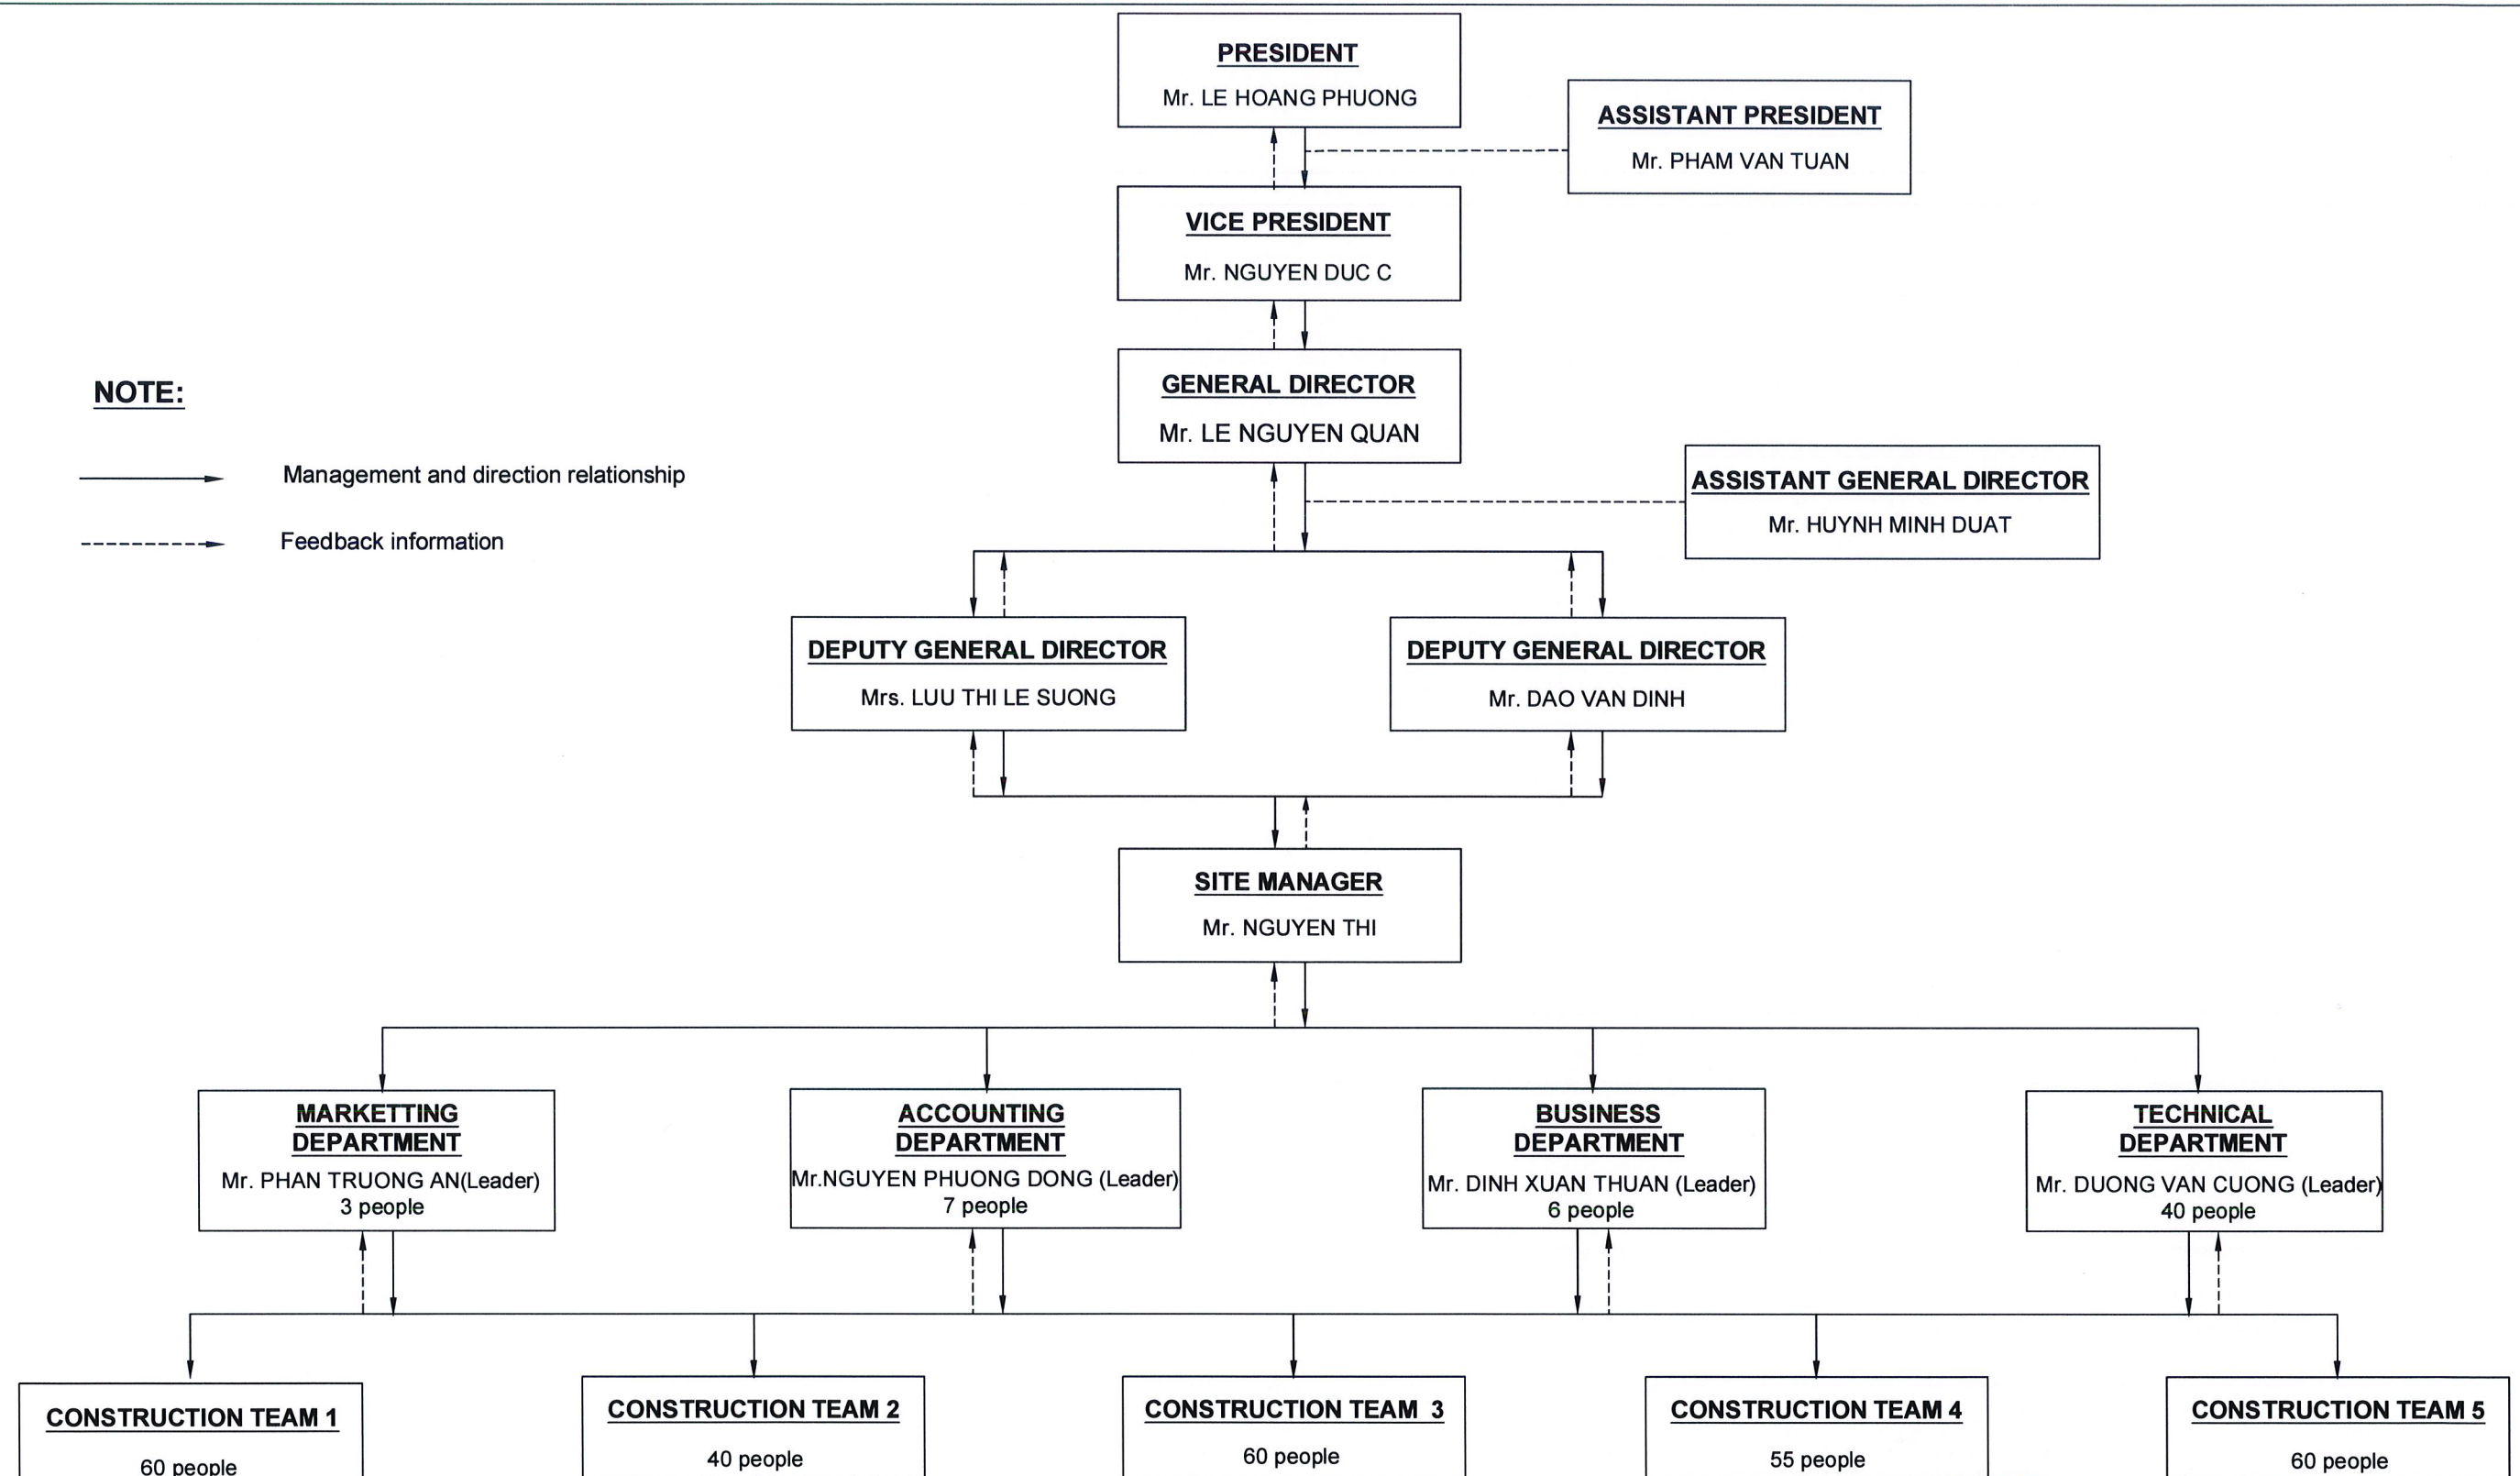 PRESIDENT
Mr. LE HOANG PHUONG
ASSISTANT PRESIDENT
Mr. PHAM VAN TUAN
VICE PRESIDENT
Mr. NGUYEN DUC C
GENERAL DIRECTOR
Mr. LE NGUYEN QUAN
NOTE:
Management and direction relationship
Feedback information
ASSISTANT GENERAL DIRECTOR
Mr. HUYNH MINH DUAT
DEPUTY GENERAL DIRECTOR
Mrs. LUU THI LE SUONG
DEPUTY GENERAL DIRECTOR
Mr. DAO VAN DINH
SITE MANAGER
Mr. NGUYEN THI
MARKETTING
DEPARTMENT
Mr. PHAN TRUONG AN(Leader)
3 people
ACCOUNTING
DEPARTMENT
Mr.NGUYEN PHUONG DONG (Leader)
7 people
BUSINESS
DEPARTMENT
Mr. DINH XUAN THUAN (Leader)
6 people
TECHNICAL
DEPARTMENT
Mr. DUONG VAN CUONG (Leader)
40 people
CONSTRUCTION TEAM 1
60 people
CONSTRUCTION TEAM 2
40 people
CONSTRUCTION TEAM 3
60 people
CONSTRUCTION TEAM 4
55 people
CONSTRUCTION TEAM 5
60 people